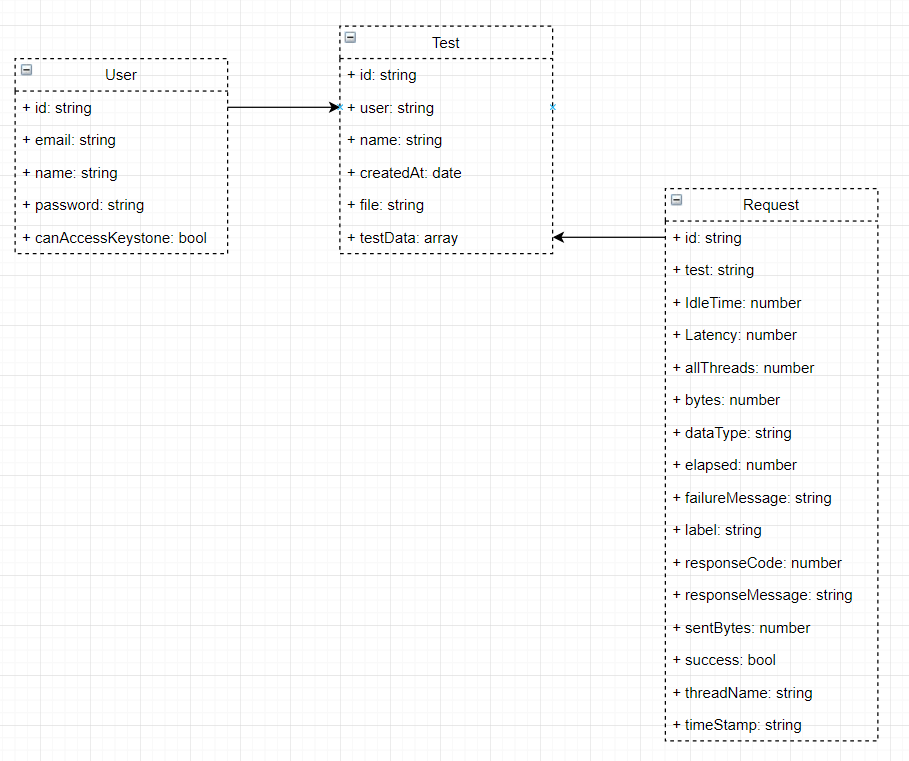 User
+ id: string
+ email: string
+ name: string
+ password: string
+ canAccessKeystone: bool
Test
+ id: string
+ user: string
+ name: string
+ createdAt: date
+ file: string
+ testData: array
Request
+ id: string
+ test: string
+ IdleTime: number
+ Latency: number
+ allThreads: number
+ bytes: number
+ dataType: string
+ elapsed: number
+ failureMessage: string
+ label: string
+ responseCode: number
+ responseMessage: string
+ sentBytes: number
+ success: bool
+ threadName: string
+ timeStamp: string